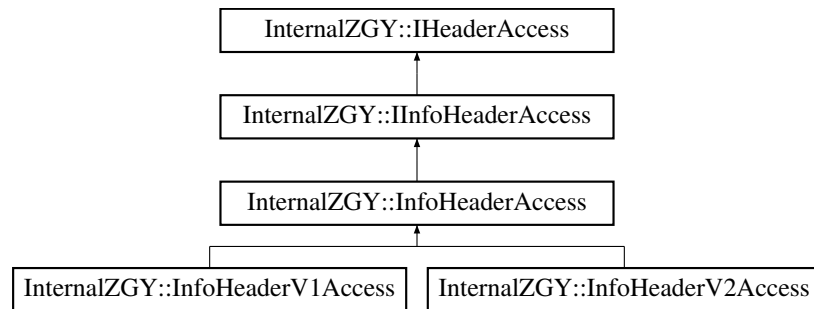 InternalZGY::IHeaderAccess
InternalZGY::IInfoHeaderAccess
InternalZGY::InfoHeaderAccess
InternalZGY::InfoHeaderV1Access
InternalZGY::InfoHeaderV2Access